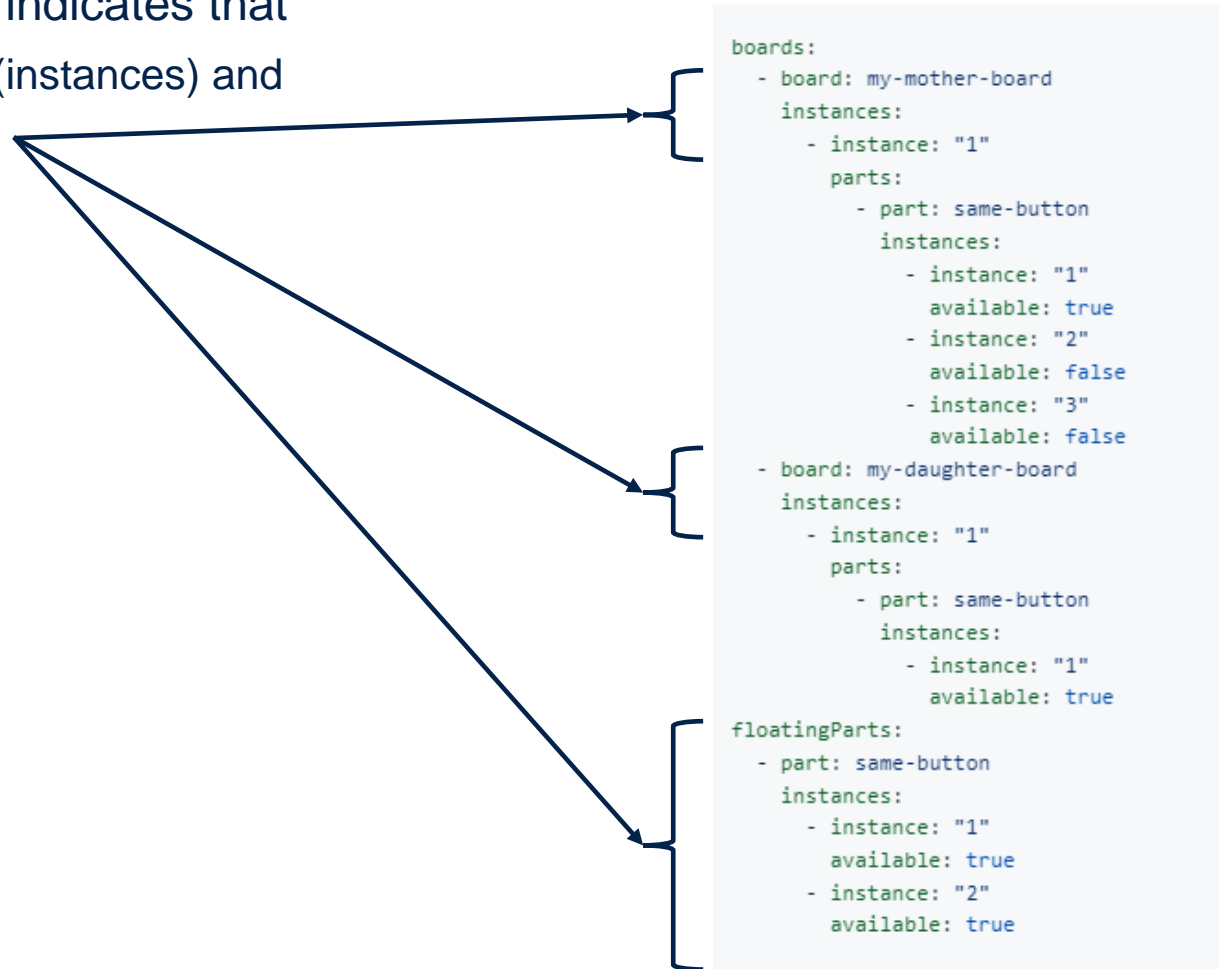 indicates that
(instances) and
boards:
  - board: my-mother-board
    instances:
      - instance: "1"
        parts:
          - part: same-button
            instances:
              - instance: "1"
                available: true
              - instance: "2"
                available: false
              - instance: "3"
                available: false
  - board: my-daughter-board
    instances:
      - instance: "1"
        parts:
          - part: same-button
            instances:
              - instance: "1"
                available: true
floatingParts:
  - part: same-button
    instances:
      - instance: "1"
        available: true
      - instance: "2"
        available: true